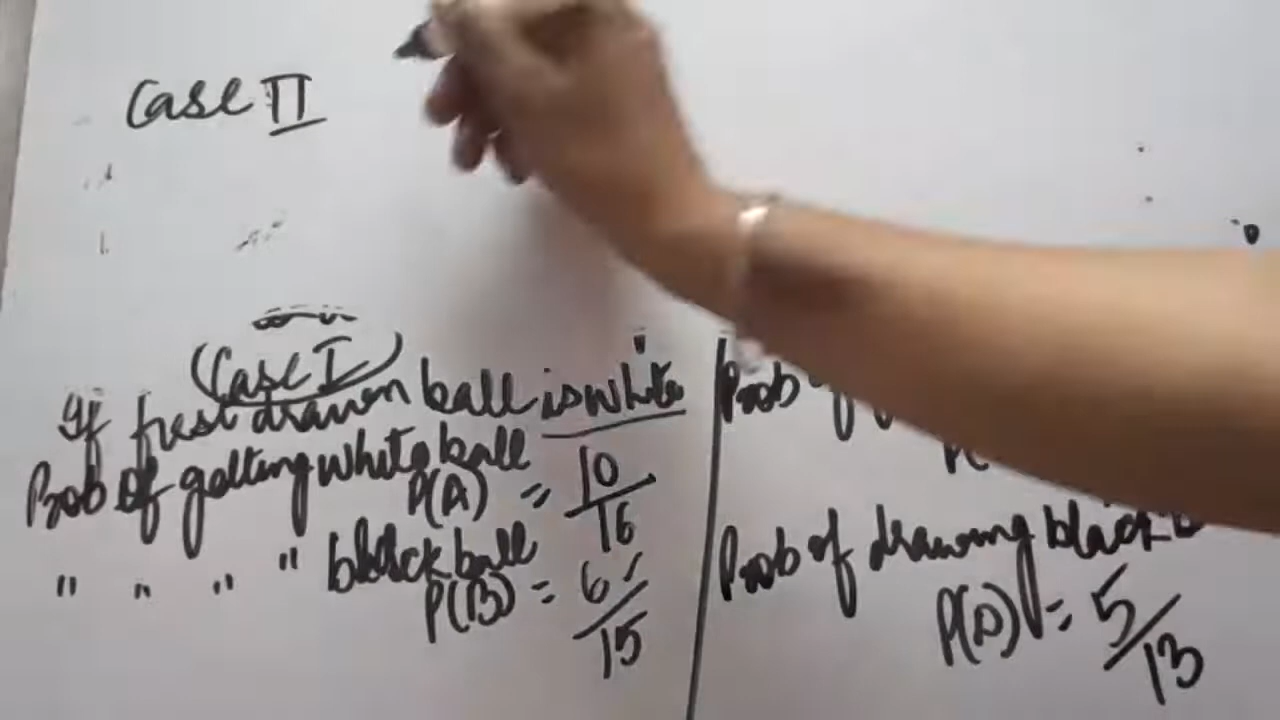 Case II
(Case I)
If first drawn ball is white
Prob of getting white ball
P(A) = 10/16
" " " " black ball
P(B) = 6/15
Prob
P(
Prob of drawing black
P(D) = 5/13